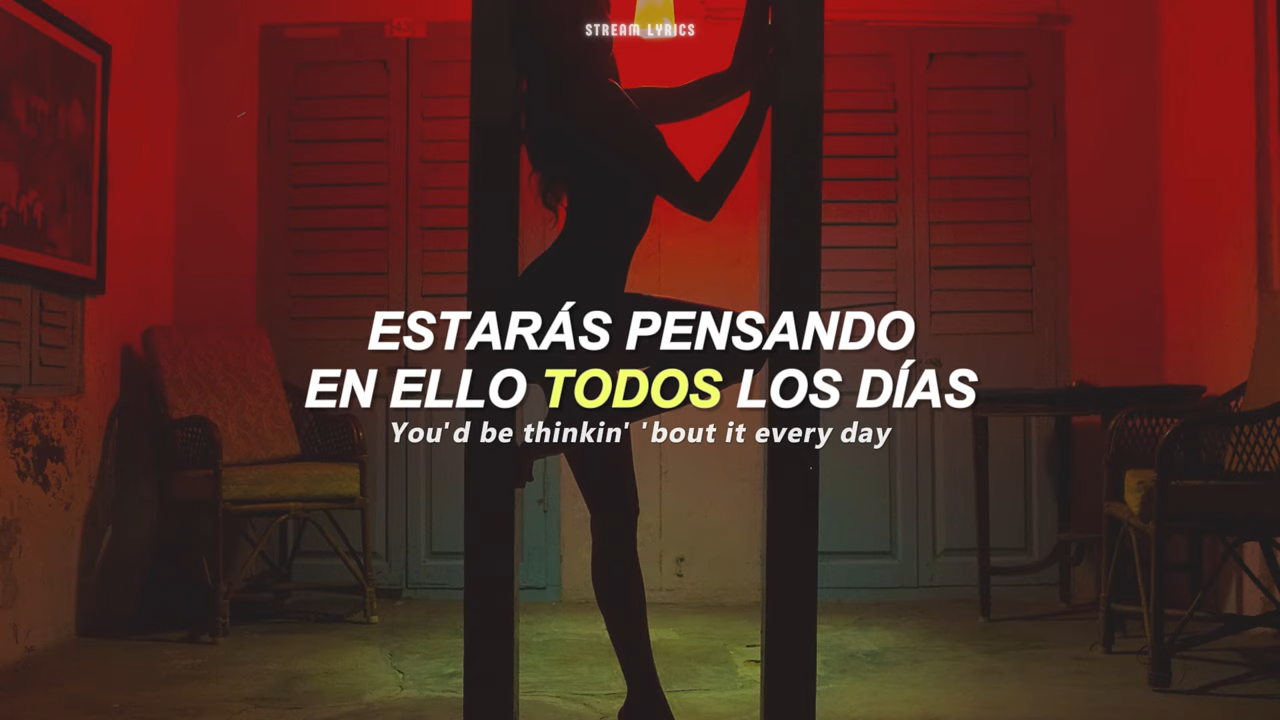 STREAM LYRICS
ESTARÁS PENSANDO
EN ELLO TODOS LOS DÍAS
You'd be thinkin' 'bout it every day